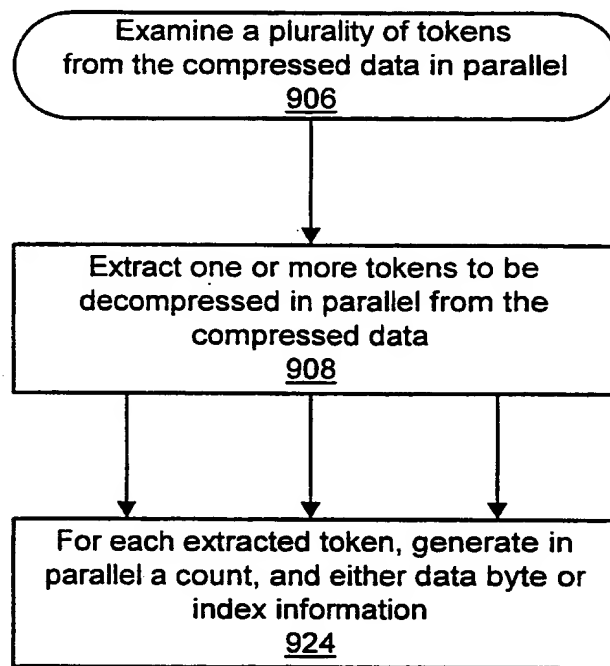 Examine a plurality of tokens
from the compressed data in parallel
906
Extract one or more tokens to be
decompressed in parallel from the
compressed data
908
For each extracted token, generate in
parallel a count, and either data byte or
index information
924